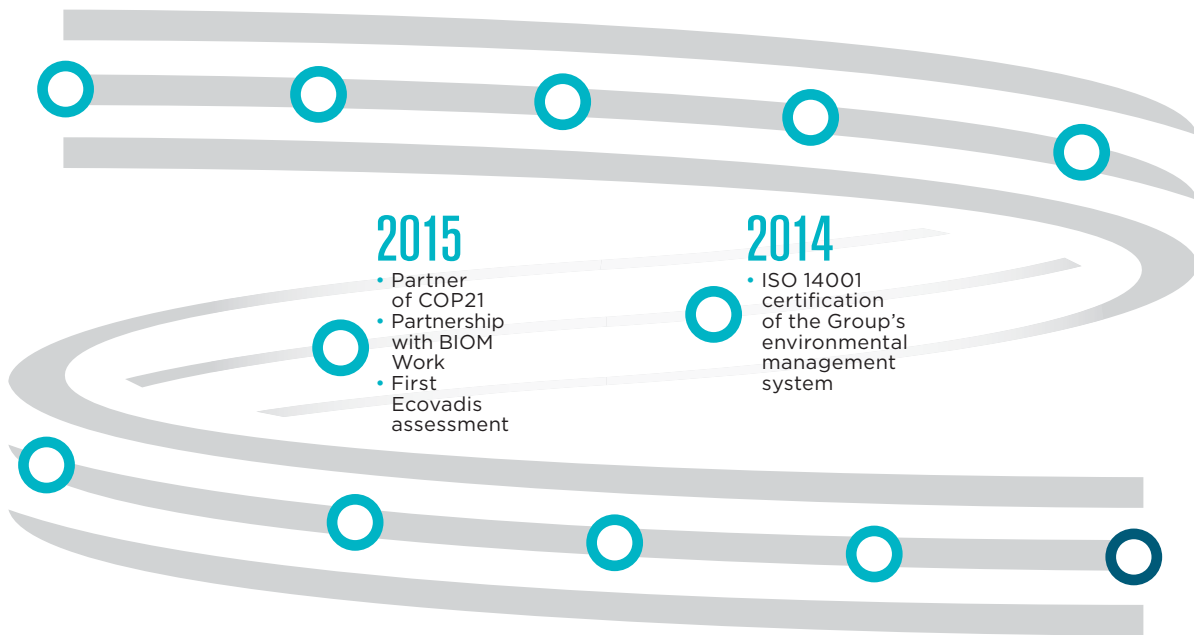 2015
• Partner
of COP21
• Partnership
with BIOM
Work
• First
Ecovadis
assessment
2014
• ISO 14001
certification
of the Group’s
environmental
management
system